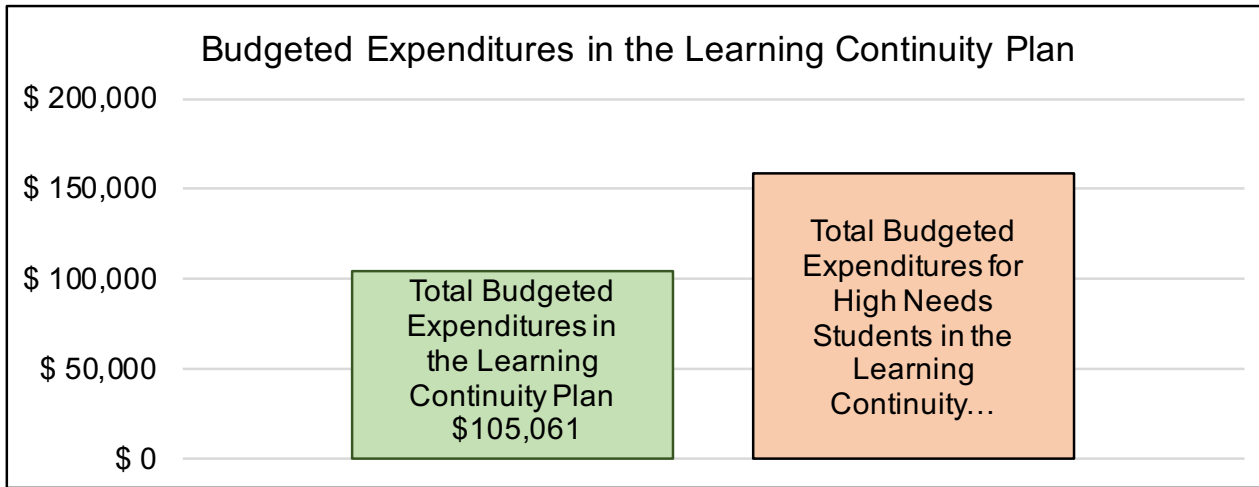 Budgeted Expenditures in the Learning Continuity Plan
$ 200,000
$ 150,000
$ 100,000
$ 50,000
$ 0
Total Budgeted
Expenditures in
the Learning
Continuity Plan
$105,061
Total Budgeted
Expenditures for
High Needs
Students in the
Learning
Continuity…